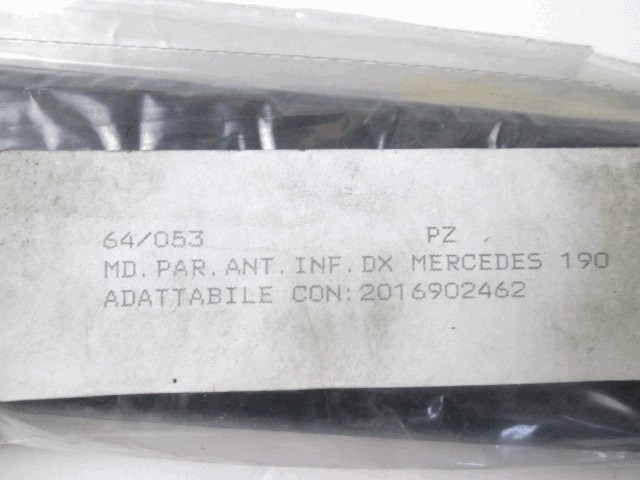 64/053 PZ
MD.PAR.ANT.INF.DX MERCEDES 190
ADATTABILE CON:2016902462